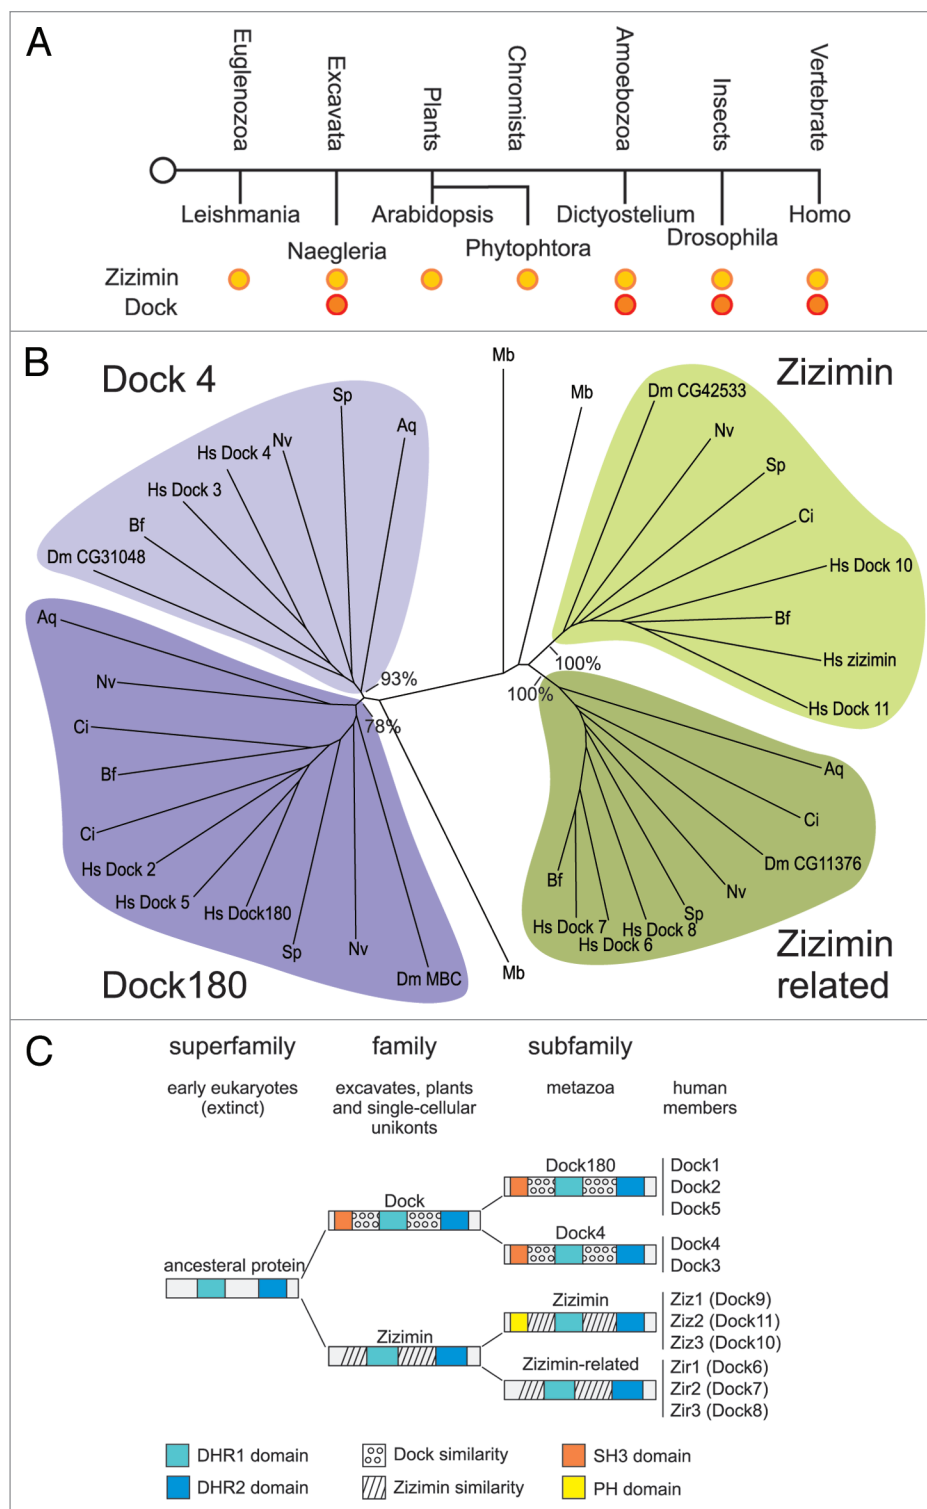 A
Euglenozoa
Excavata
Plants
Chromista
Amoebozoa
Insects
Vertebrate
Leishmania
Naegleria
Arabidopsis
Phytophtora
Dictyostelium
Drosophila
Homo
Zizimin
Dock
B
Dock 4
Zizimin
Mb
Mb
Sp
Aq
Nv
Hs Dock 4
Hs Dock 3
Bf
Dm CG31048
Dm CG42533
Nv
Sp
Ci
Hs Dock 10
Bf
Hs zizimin
Hs Dock 11
100%
100%
93%
78%
Aq
Nv
Ci
Bf
Ci
Hs Dock 2
Hs Dock 5
Hs Dock180
Sp
Nv
Dm MBC
Mb
Aq
Ci
Dm CG11376
Nv
Sp
Hs Dock 8
Hs Dock 6
Hs Dock 7
Bf
Dock180
Zizimin
related
C
superfamily
family
subfamily
early eukaryotes
(extinct)
excavates, plants
and single-cellular
unikonts
metazoa
human
members
ancesteral protein
Dock
Zizimin
Dock180
Dock4
Zizimin
Zizimin-related
Dock1
Dock2
Dock5
Dock4
Dock3
Ziz1 (Dock9)
Ziz2 (Dock11)
Ziz3 (Dock10)
Zir1 (Dock6)
Zir2 (Dock7)
Zir3 (Dock8)
DHR1 domain
Dock similarity
SH3 domain
DHR2 domain
Zizimin similarity
PH domain